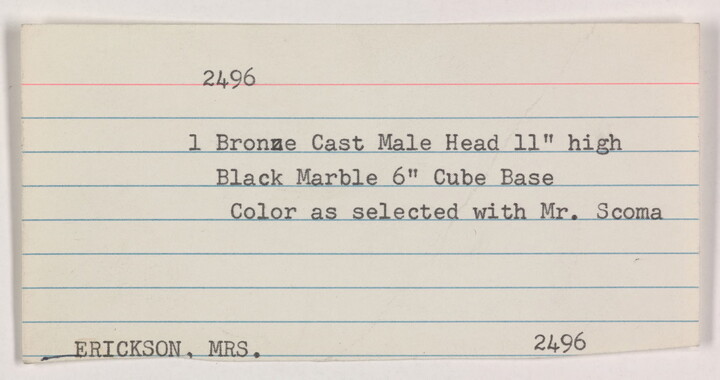 2496
1 Bronze Cast Male Head 11" high
Black Marble 6" Cube Base
Color as selected with Mr. Scoma
ERICKSON, MRS. 2496